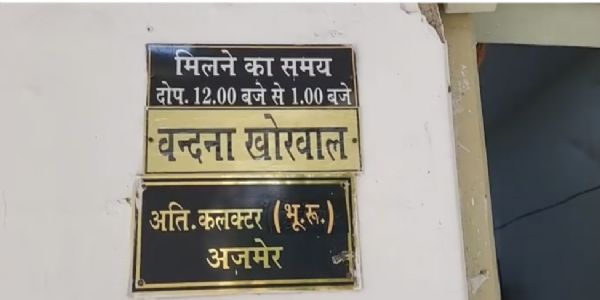 मिलने का समय
दोप. 12.00 बजे से 1.00 बजे
वन्दना खोरवाल
अति. कलक्टर (भू.रू.)
अजमेर